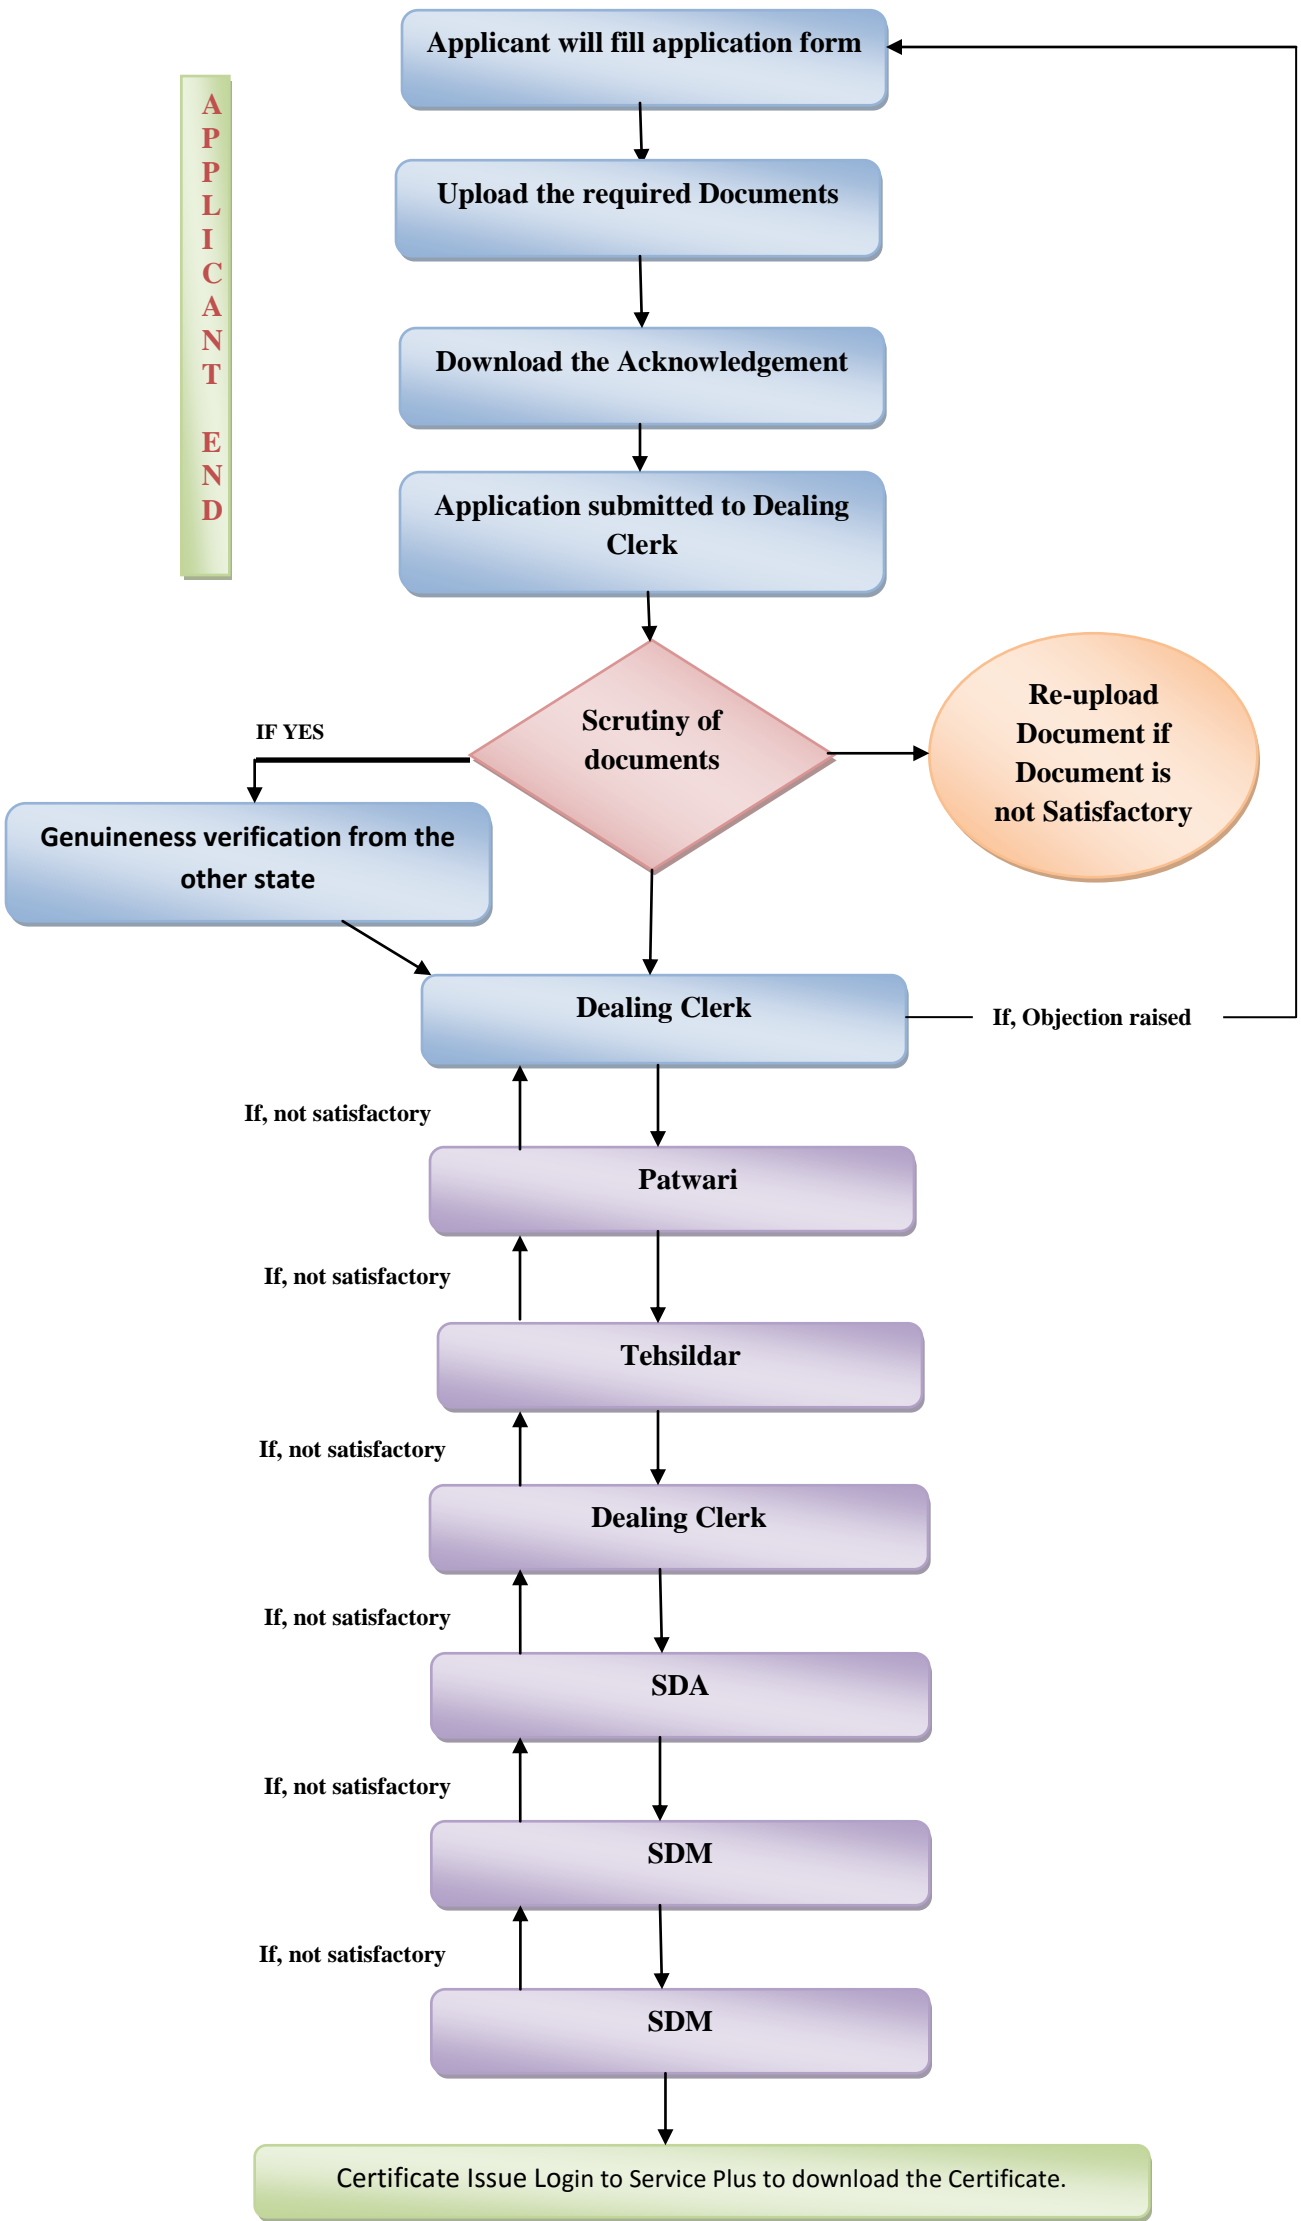 Applicant will fill application form
A
P
P
L
I
C
A
N
T
E
N
D
Upload the required Documents
Download the Acknowledgement
Application submitted to Dealing
Clerk
Scrutiny of
documents
Re-upload
Document if
Document is
not Satisfactory
IF YES
Genuineness verification from the
other state
Dealing Clerk
If, Objection raised
If, not satisfactory
Patwari
If, not satisfactory
Tehsildar
If, not satisfactory
Dealing Clerk
If, not satisfactory
SDA
If, not satisfactory
SDM
If, not satisfactory
SDM
Certificate Issue Login to Service Plus to download the Certificate.